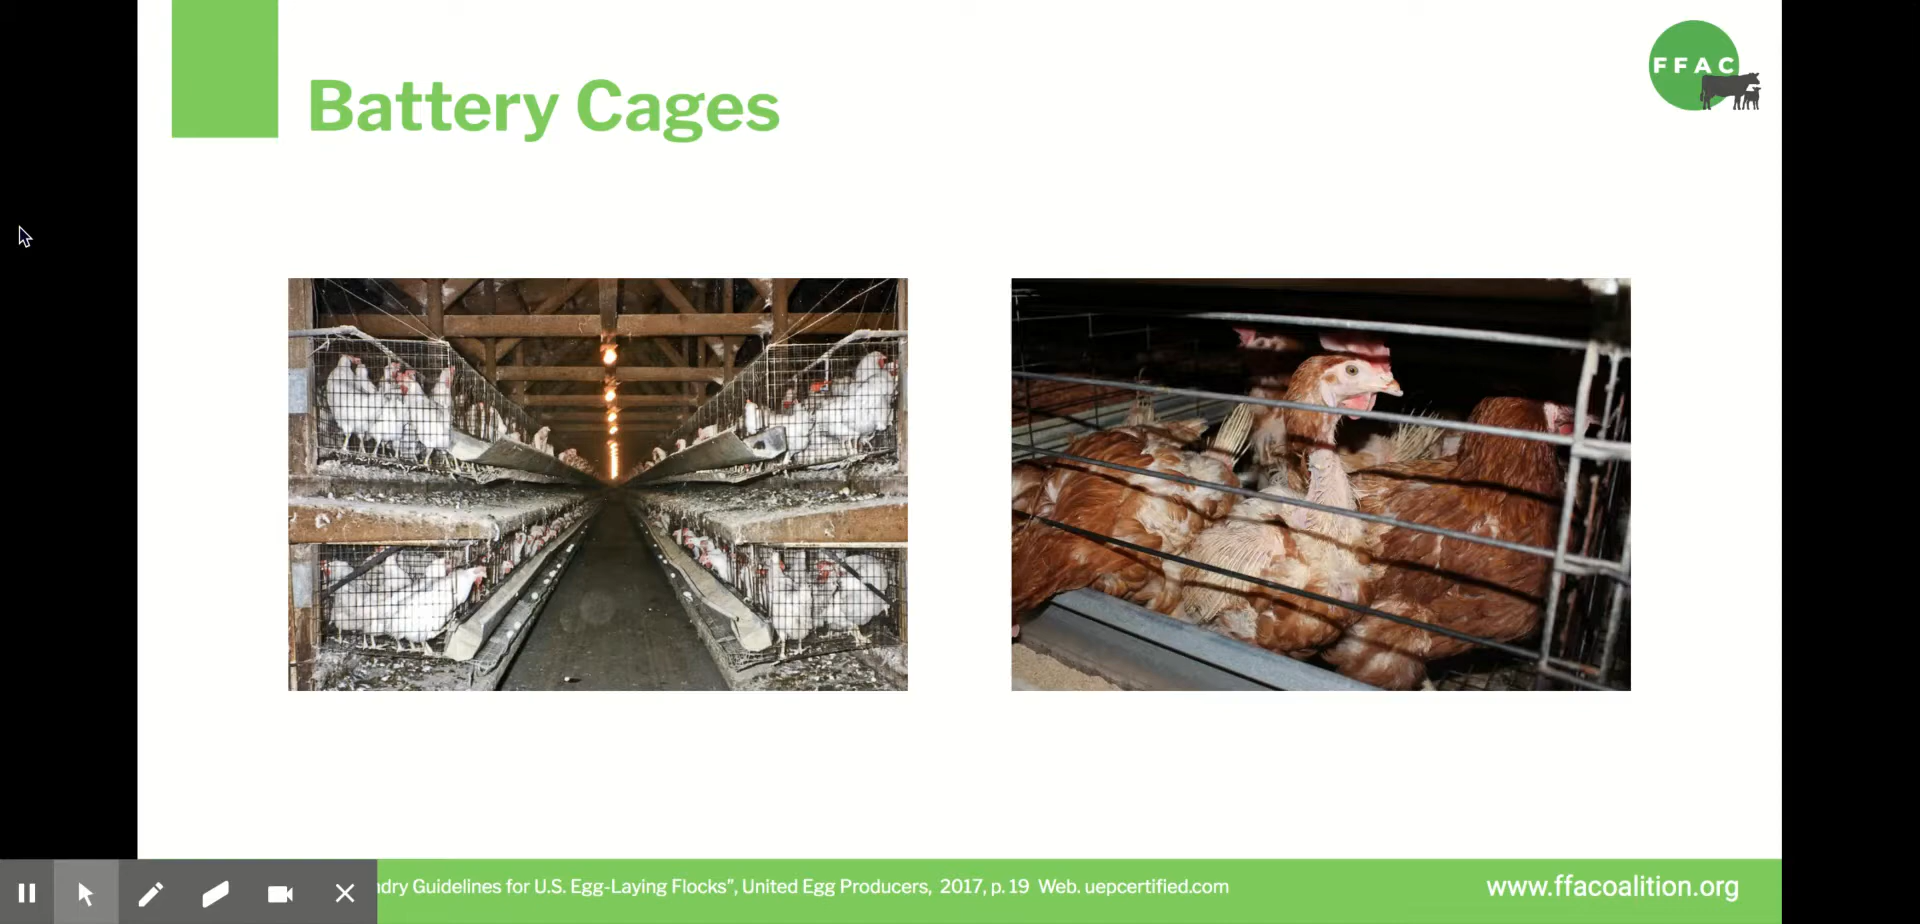 FFAC
Battery Cages
Guidelines for U.S. Egg-Laying Flocks”, United Egg Producers, 2017, p. 19 Web. uepcertified.com
www.ffacoalition.org